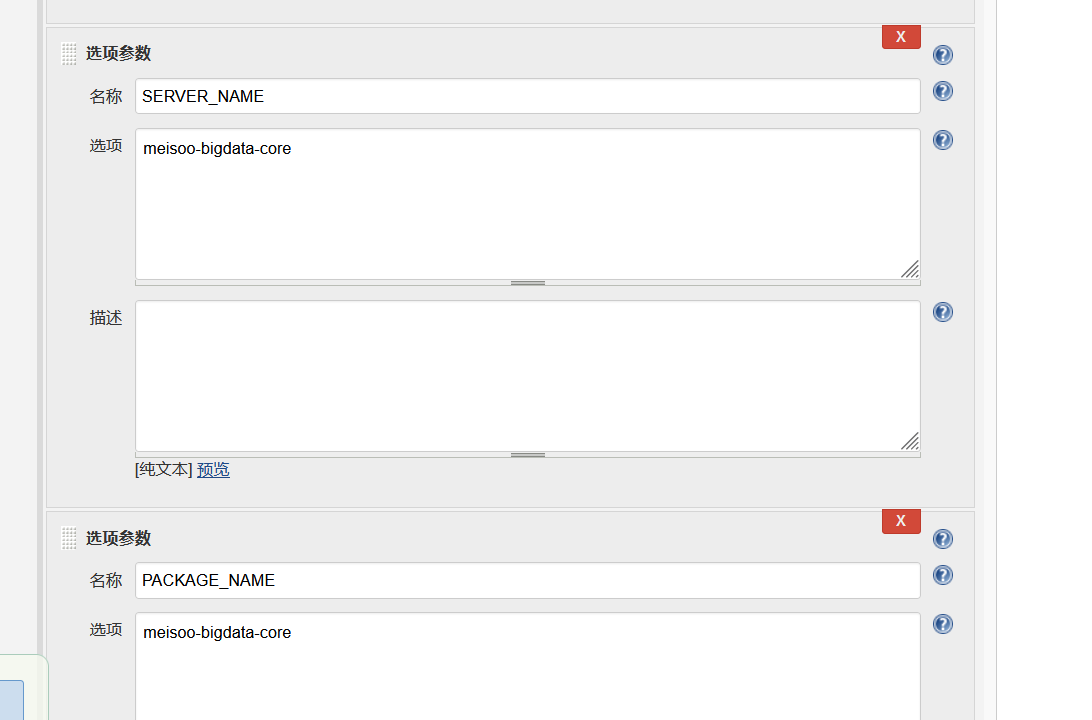 X
选项参数
名称 SERVER_NAME
选项 meisoo-bigdata-core
描述
[纯文本] 预览
X
选项参数
名称 PACKAGE_NAME
选项 meisoo-bigdata-core